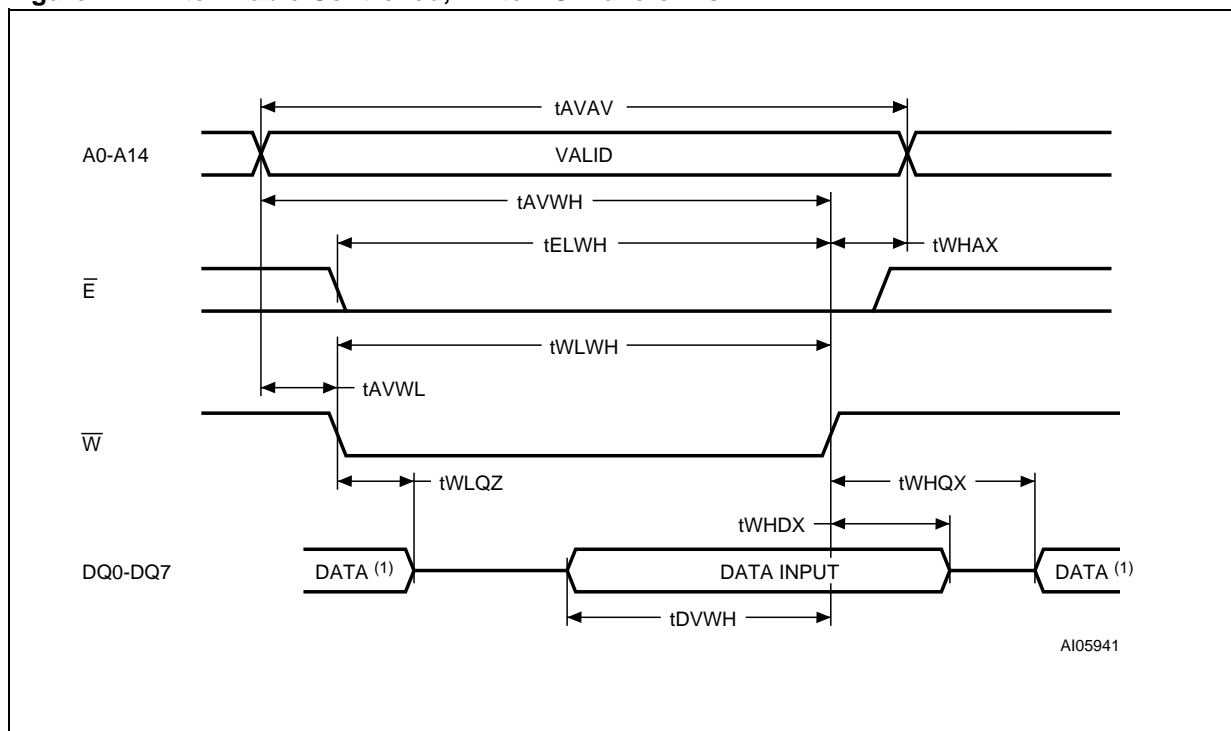 tAVAV
A0-A14
VALID
tAVWH
tELWH
tWHAX
E̅
tWLWH
tAVWL
W̅
tWLQZ
tWHQX
tWHDX
DQ0-DQ7
DATA (1)
DATA INPUT
DATA (1)
tDVWH
AI05941